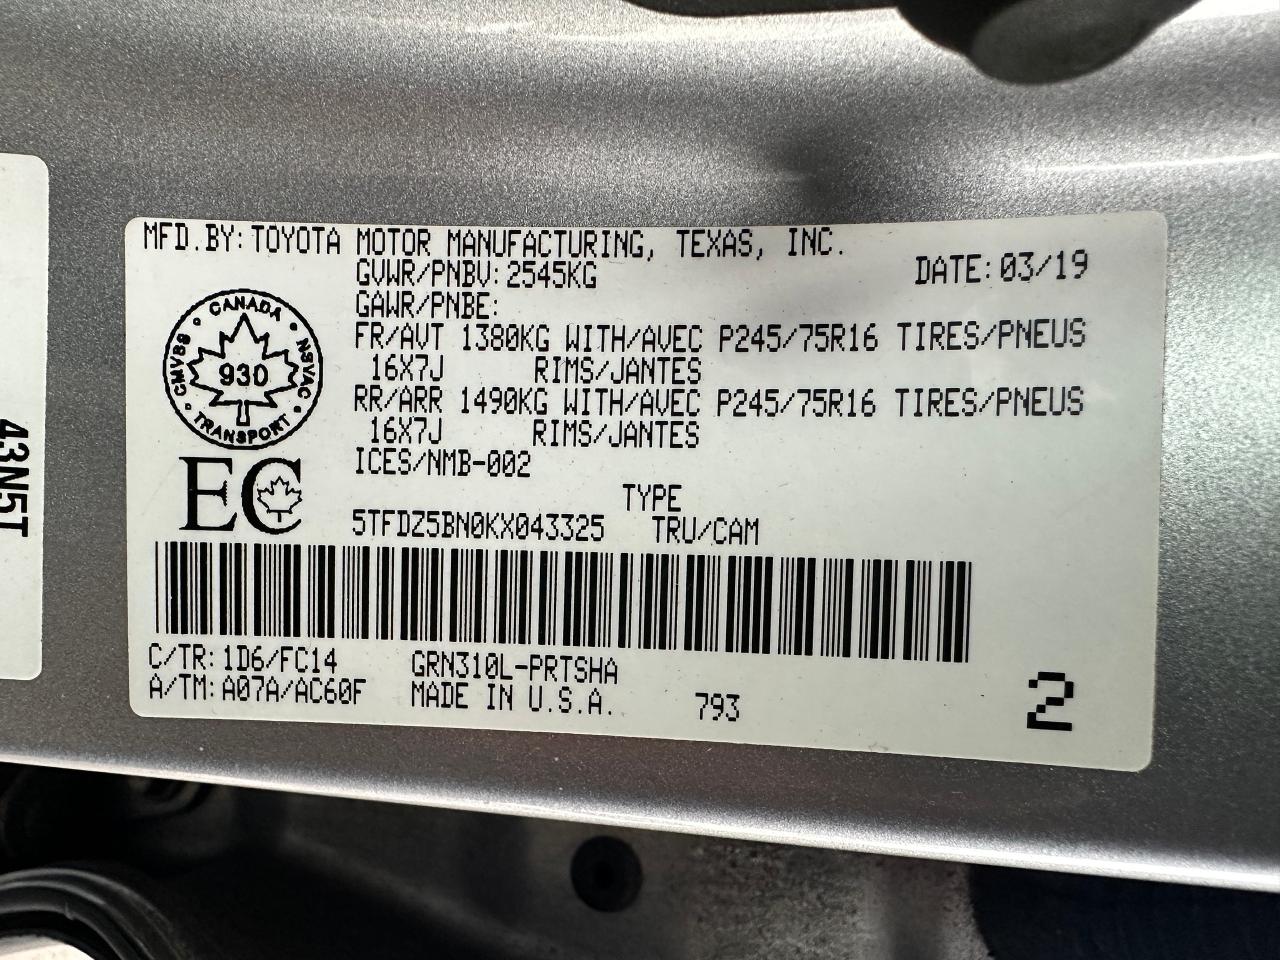 MFD.BY:TOYOTA MOTOR MANUFACTURING, TEXAS, INC.
GVWR/PNBV:2545KG
DATE:03/19
GAWR/PNBE:
FR/AVT 1380KG WITH/AVEC P245/75R16 TIRES/PNEUS
16X7J RIMS/JANTES
RR/ARR 1490KG WITH/AVEC P245/75R16 TIRES/PNEUS
16X7J RIMS/JANTES
ICES/NMB-002
TYPE
5TFDZ5BN0KX043325 TRU/CAM
CANADA
CMVSS
NSVAC
930
TRANSPORT
EC
C/TR:1D6/FC14 GRN310L-PRTSHA
A/TM:A07A/AC60F MADE IN U.S.A. 793
2
43N5T